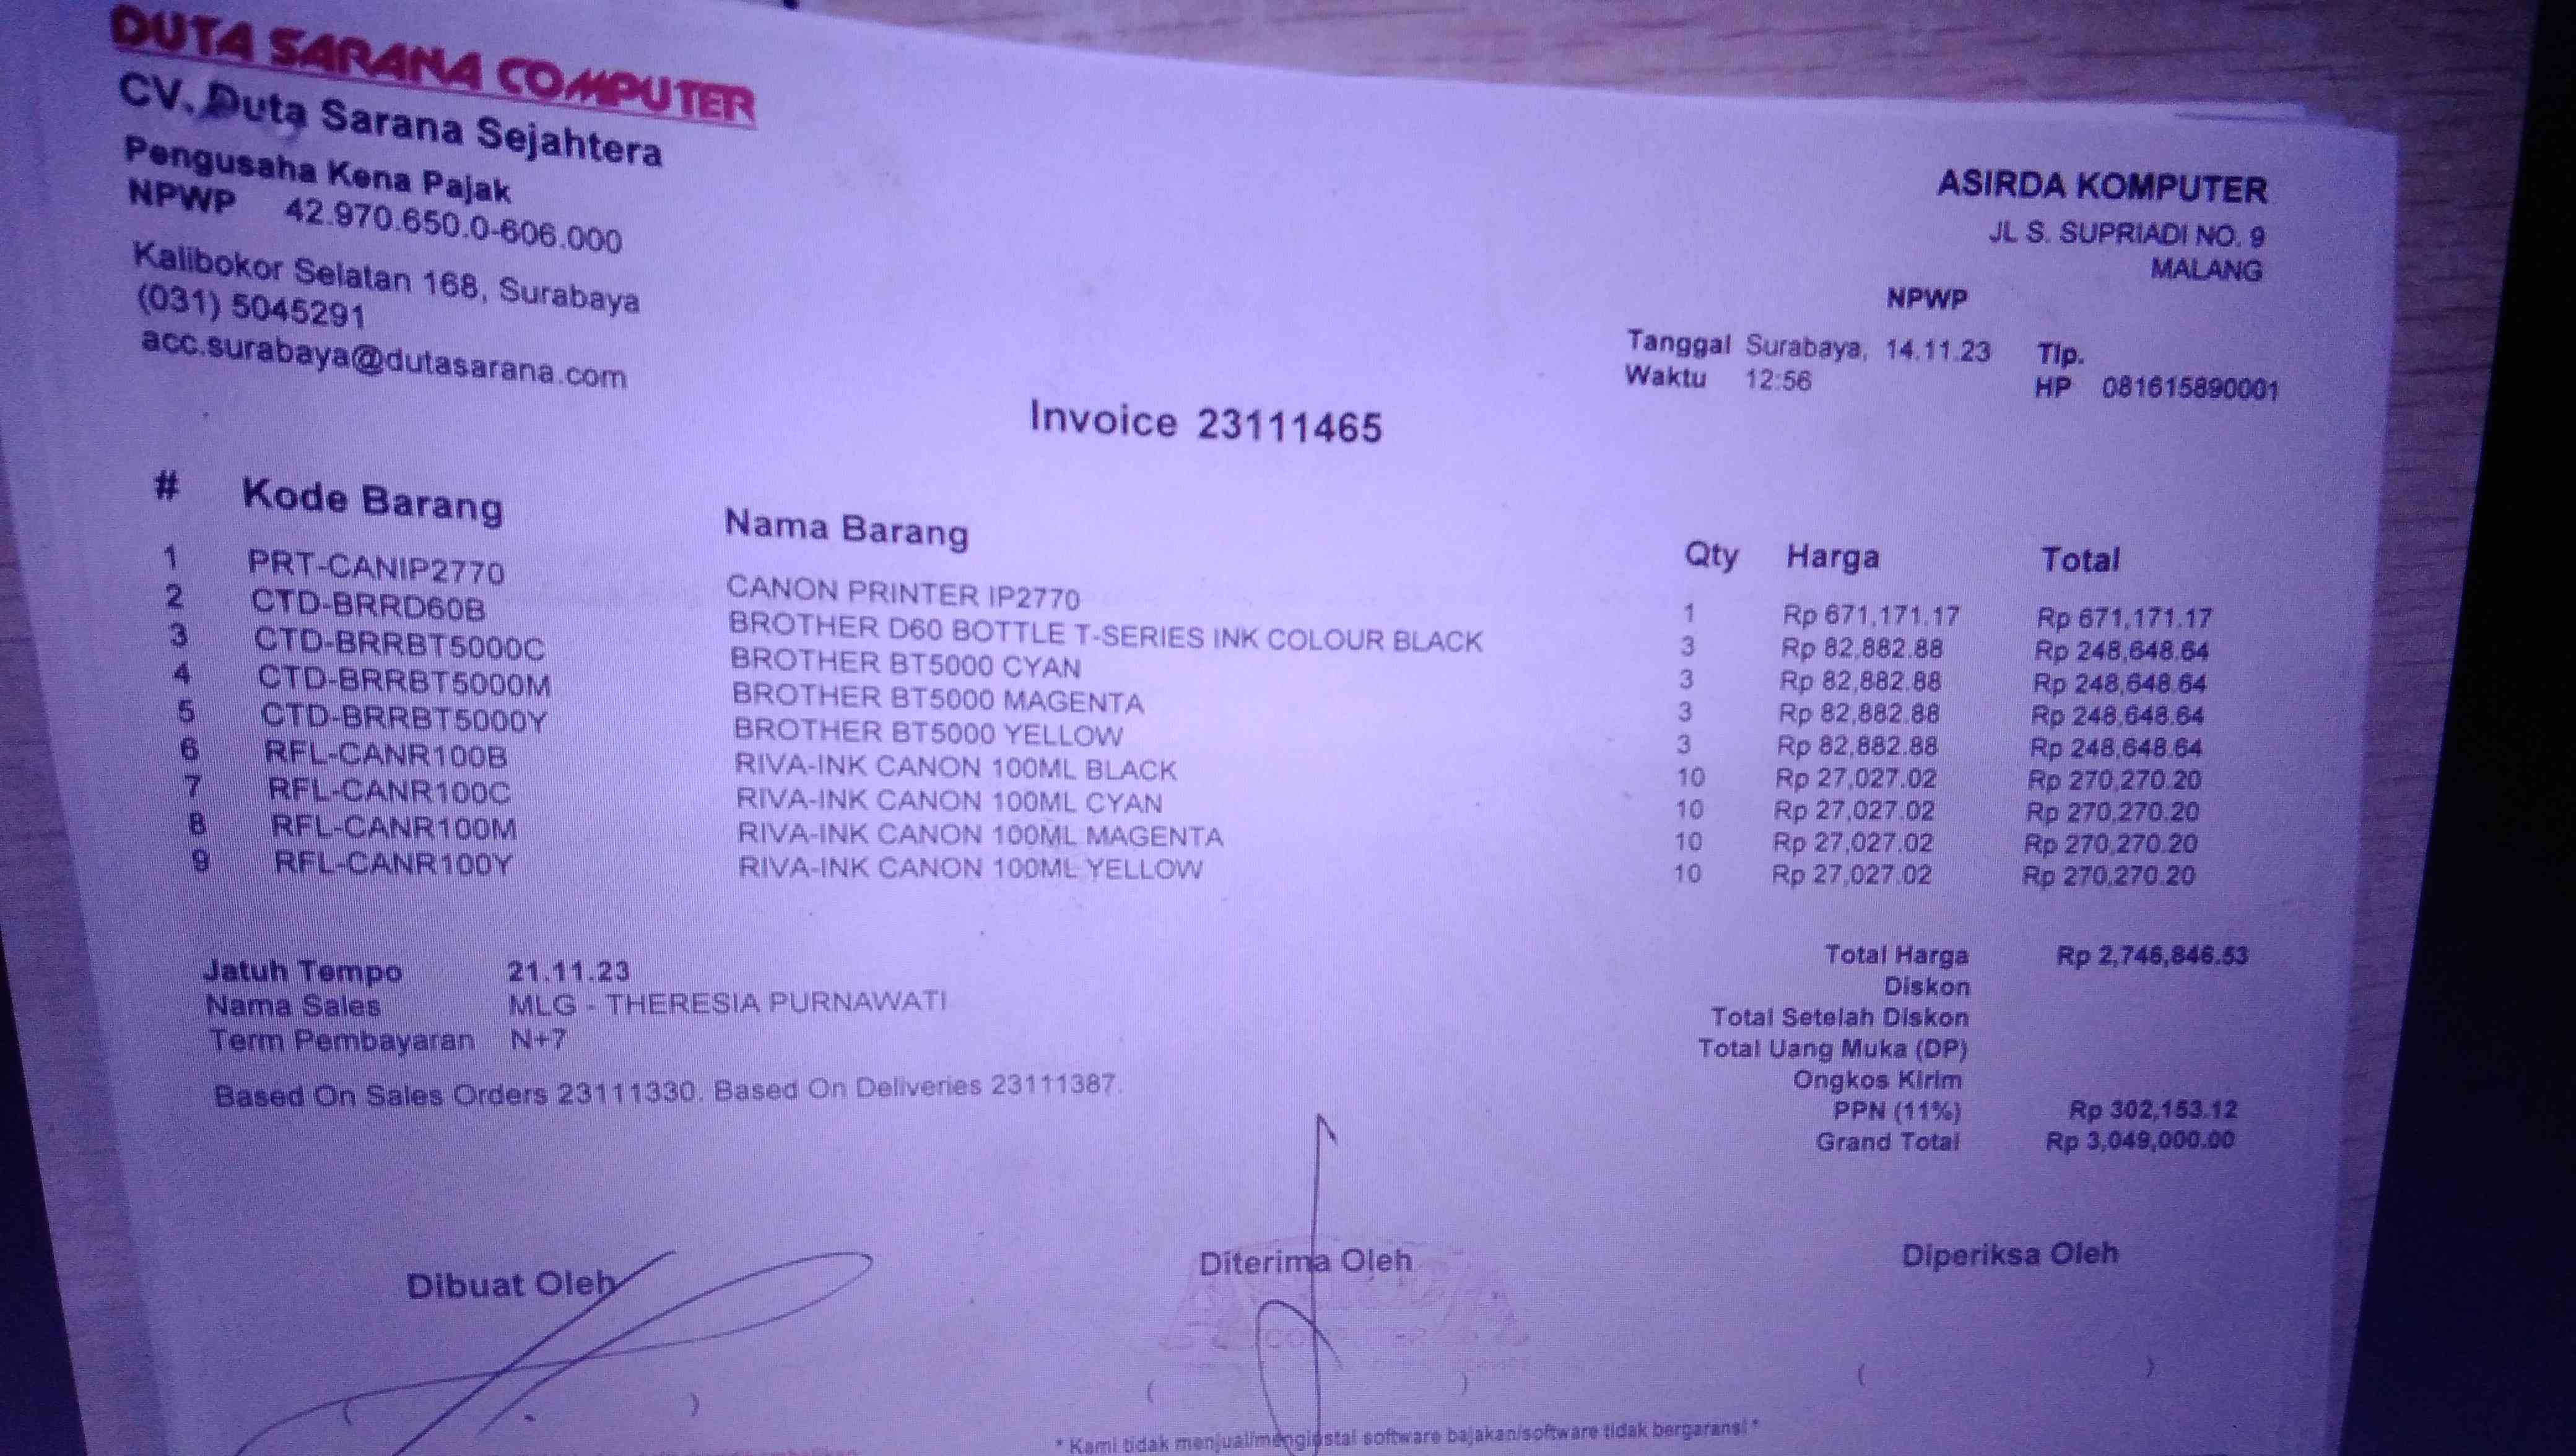 DUTA SARANA COMPUTER
CV. Duta Sarana Sejahtera
Pengusaha Kena Pajak
NPWP 42.970.650.0-606.000
Kalibokor Selatan 168, Surabaya
(031) 5045291
acc.surabaya@dutasarana.com
ASIRDA KOMPUTER
JL S. SUPRIADI NO. 9
MALANG
NPWP
Tanggal Surabaya, 14.11.23 Tlp.
Waktu 12:56 HP 081615890001
Invoice 23111465
# Kode Barang Nama Barang Qty Harga Total
1 PRT-CANIP2770 CANON PRINTER IP2770 1 Rp 671,171.17 Rp 671,171.17
2 CTD-BRRD60B BROTHER D60 BOTTLE T-SERIES INK COLOUR BLACK 3 Rp 82,882.88 Rp 248,648.64
3 CTD-BRRBT5000C BROTHER BT5000 CYAN 3 Rp 82,882.88 Rp 248,648.64
4 CTD-BRRBT5000M BROTHER BT5000 MAGENTA 3 Rp 82,882.88 Rp 248,648.64
5 CTD-BRRBT5000Y BROTHER BT5000 YELLOW 3 Rp 82,882.88 Rp 248,648.64
6 RFL-CANR100B RIVA-INK CANON 100ML BLACK 10 Rp 27,027.02 Rp 270,270.20
7 RFL-CANR100C RIVA-INK CANON 100ML CYAN 10 Rp 27,027.02 Rp 270,270.20
8 RFL-CANR100M RIVA-INK CANON 100ML MAGENTA 10 Rp 27,027.02 Rp 270,270.20
9 RFL-CANR100Y RIVA-INK CANON 100ML YELLOW 10 Rp 27,027.02 Rp 270,270.20
Jatuh Tempo 21.11.23
Nama Sales MLG - THERESIA PURNAWATI
Term Pembayaran N+7
Based On Sales Orders 23111330. Based On Deliveries 23111387.
Total Harga Rp 2,746,846.53
Diskon
Total Setelah Diskon
Total Uang Muka (DP)
Ongkos Kirim
PPN (11%) Rp 302,153.12
Grand Total Rp 3,049,000.00
Dibuat Oleh Diterima Oleh Diperiksa Oleh
COMPUTER
( ) ( ) ( )
* Kami tidak menjual/menginstal software bajakan/software tidak bergaransi *